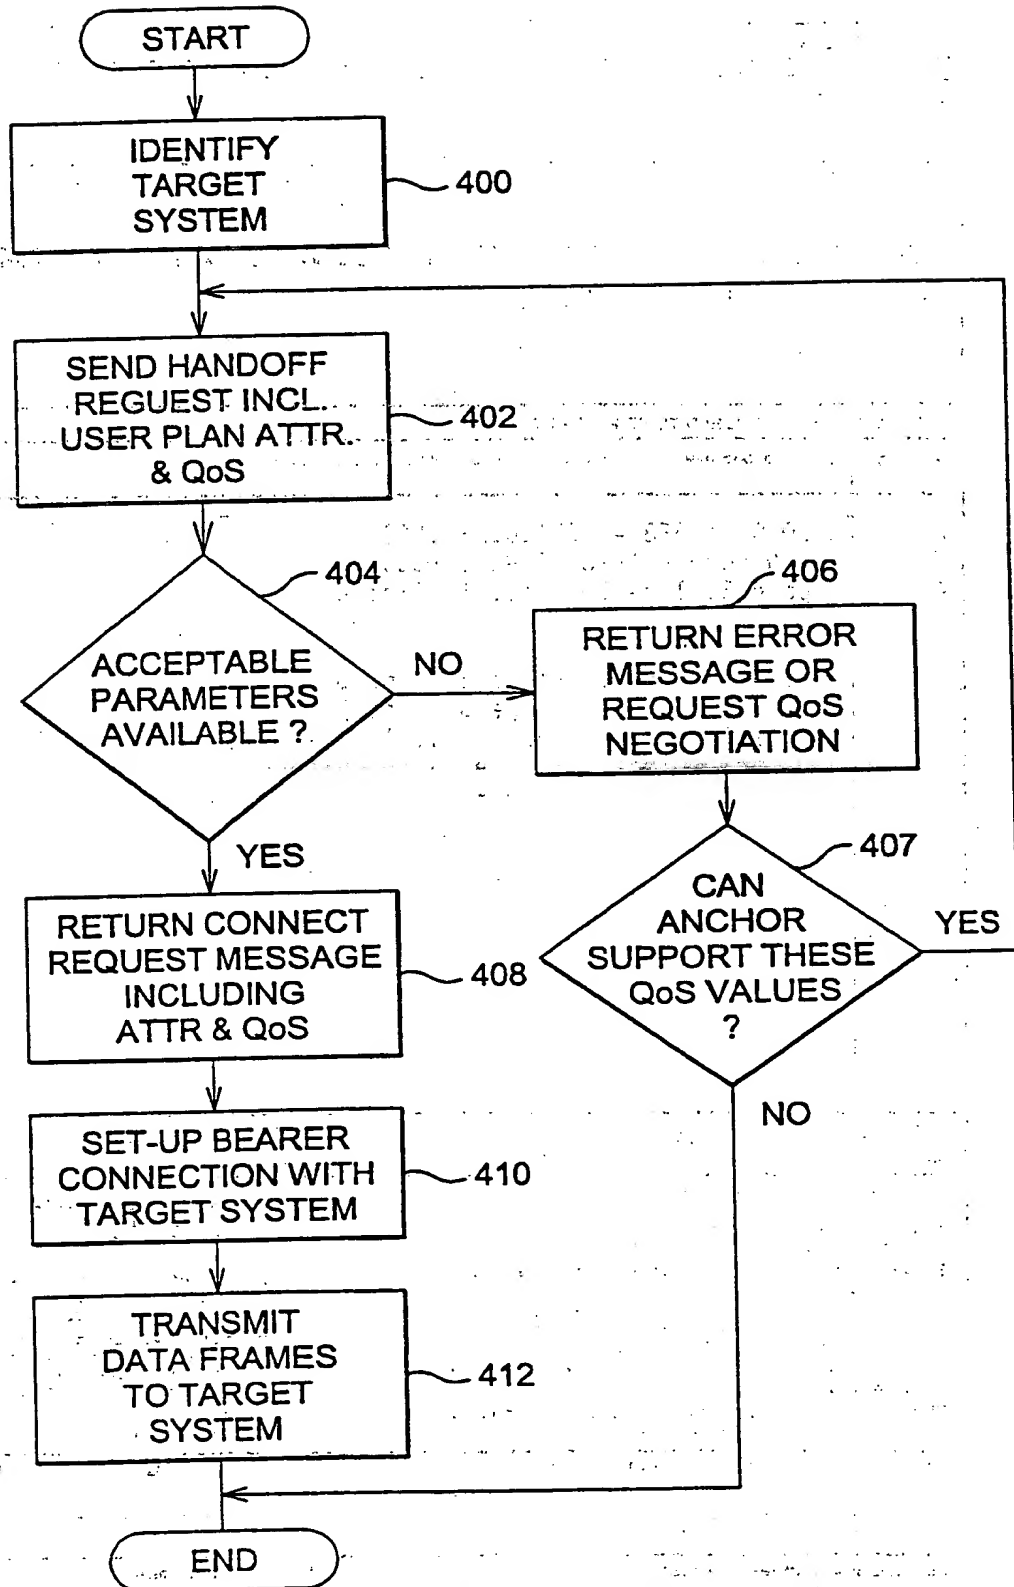 START
IDENTIFY
TARGET
SYSTEM
400
SEND HANDOFF
REGUEST INCL.
USER PLAN ATTR.
& QoS
402
404
ACCEPTABLE
PARAMETERS
AVAILABLE ?
NO
406
RETURN ERROR
MESSAGE OR
REQUEST QoS
NEGOTIATION
YES
407
CAN
ANCHOR
SUPPORT THESE
QoS VALUES
?
YES
NO
RETURN CONNECT
REQUEST MESSAGE
INCLUDING
ATTR & QoS
408
SET-UP BEARER
CONNECTION WITH
TARGET SYSTEM
410
TRANSMIT
DATA FRAMES
TO TARGET
SYSTEM
412
END